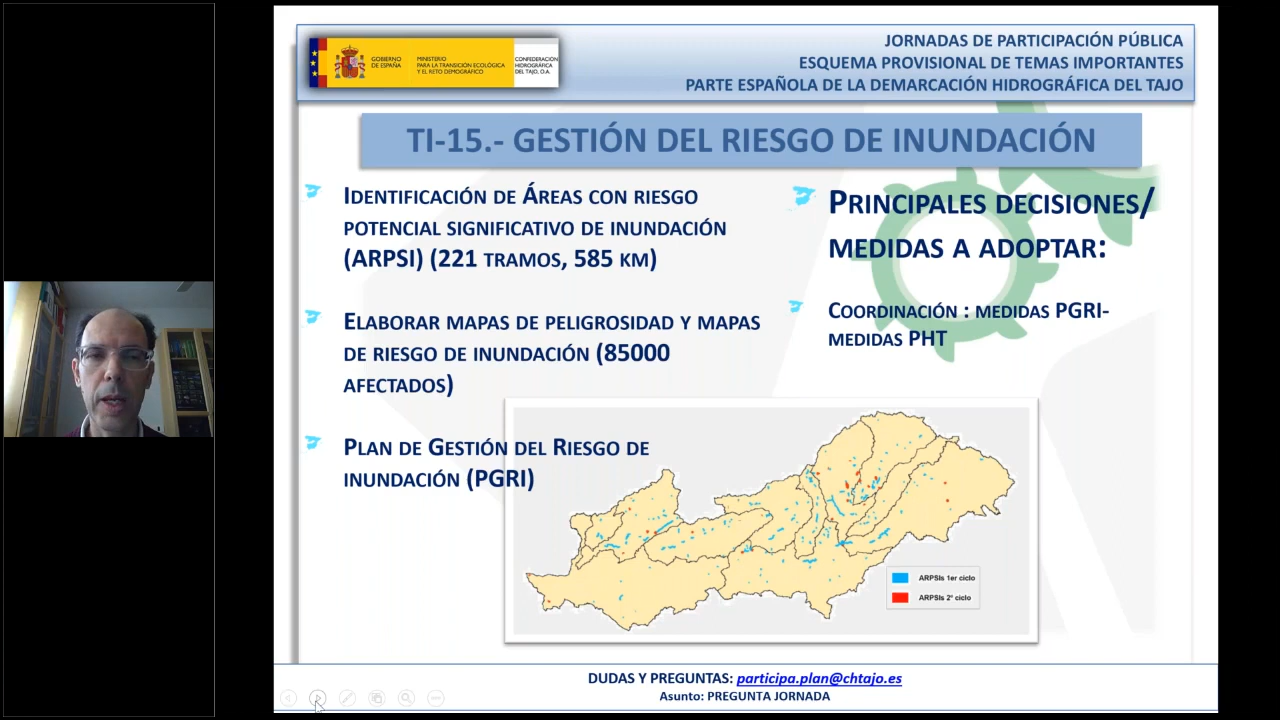 GOBIERNO
DE ESPAÑA
MINISTERIO
PARA LA TRANSICIÓN ECOLÓGICA
Y EL RETO DEMOGRÁFICO
CONFEDERACIÓN
HIDROGRÁFICA
DEL TAJO, O.A.
JORNADAS DE PARTICIPACIÓN PÚBLICA
ESQUEMA PROVISIONAL DE TEMAS IMPORTANTES
PARTE ESPAÑOLA DE LA DEMARCACIÓN HIDROGRÁFICA DEL TAJO
TI-15.- GESTIÓN DEL RIESGO DE INUNDACIÓN
IDENTIFICACIÓN DE ÁREAS CON RIESGO
POTENCIAL SIGNIFICATIVO DE INUNDACIÓN
(ARPSI) (221 TRAMOS, 585 KM)
ELABORAR MAPAS DE PELIGROSIDAD Y MAPAS
DE RIESGO DE INUNDACIÓN (85000
AFECTADOS)
PLAN DE GESTIÓN DEL RIESGO DE
INUNDACIÓN (PGRI)
PRINCIPALES DECISIONES/
MEDIDAS A ADOPTAR:
COORDINACIÓN : MEDIDAS PGRI-
MEDIDAS PHT
ARPSIs 1er ciclo
ARPSIs 2º ciclo
DUDAS Y PREGUNTAS: participa.plan@chtajo.es
Asunto: PREGUNTA JORNADA